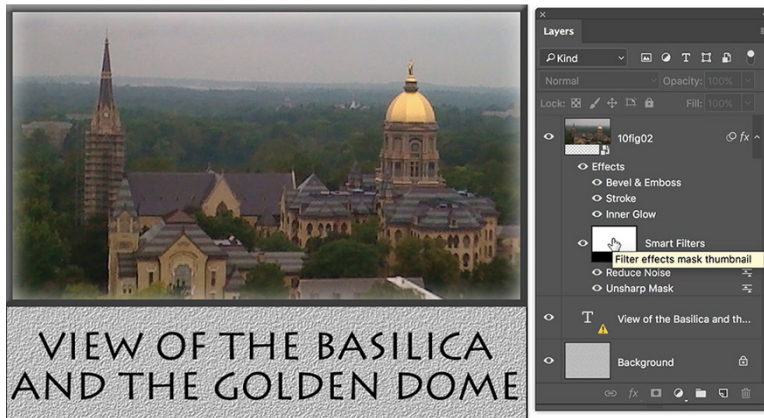 VIEW OF THE BASILICA
AND THE GOLDEN DOME
Layers
Kind
T
Normal
Opacity: 100%
Lock:
Fill: 100%
10fig02
fx
Effects
Bevel & Emboss
Stroke
Inner Glow
Smart Filters
Filter effects mask thumbnail
Reduce Noise
Unsharp Mask
T
View of the Basilica and th...
Background
fx